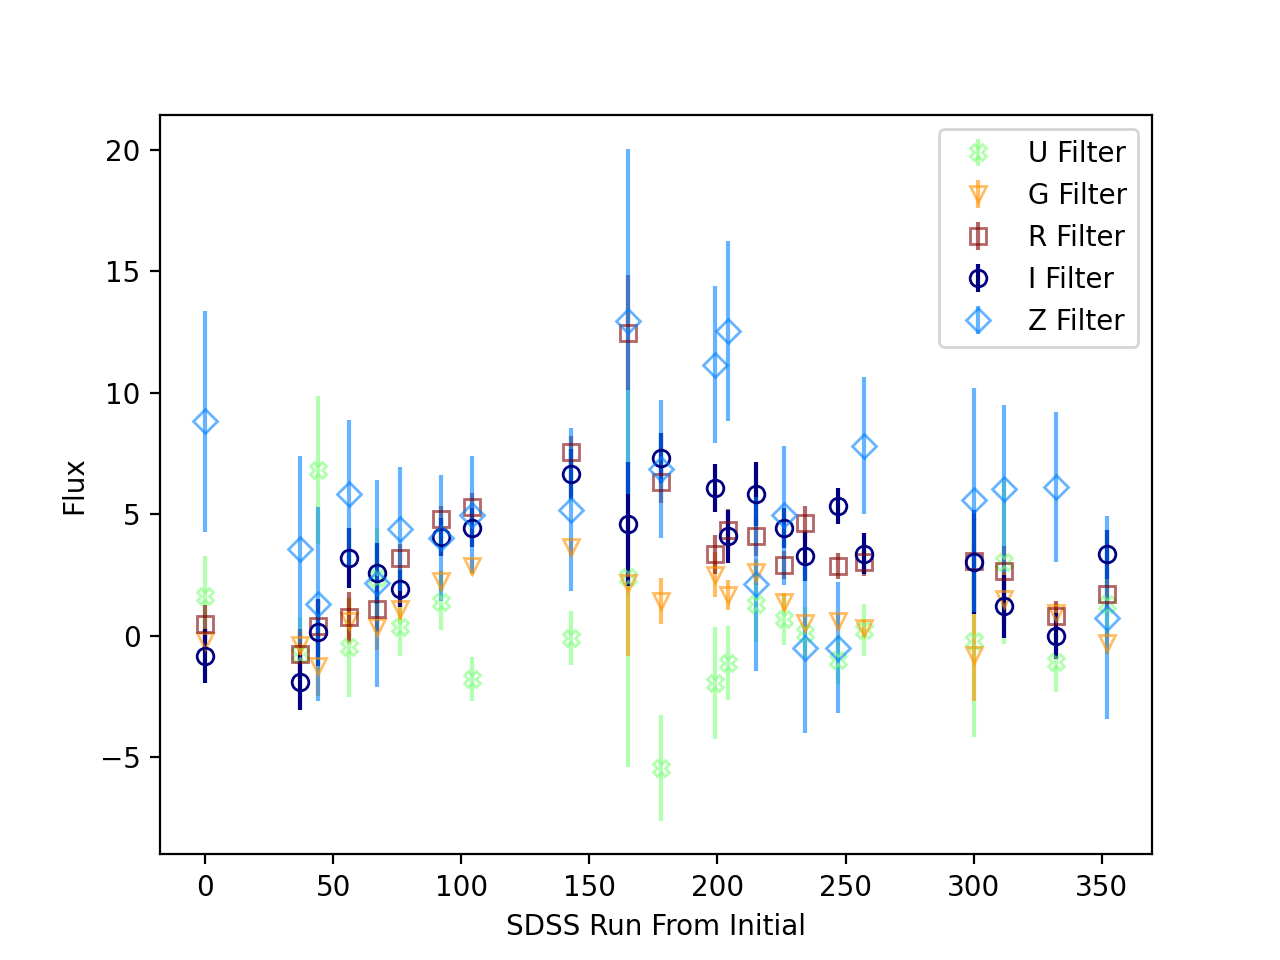 20
15
10
5
0
−5
Flux
U Filter
G Filter
R Filter
I Filter
Z Filter
0 50 100 150 200 250 300 350
SDSS Run From Initial